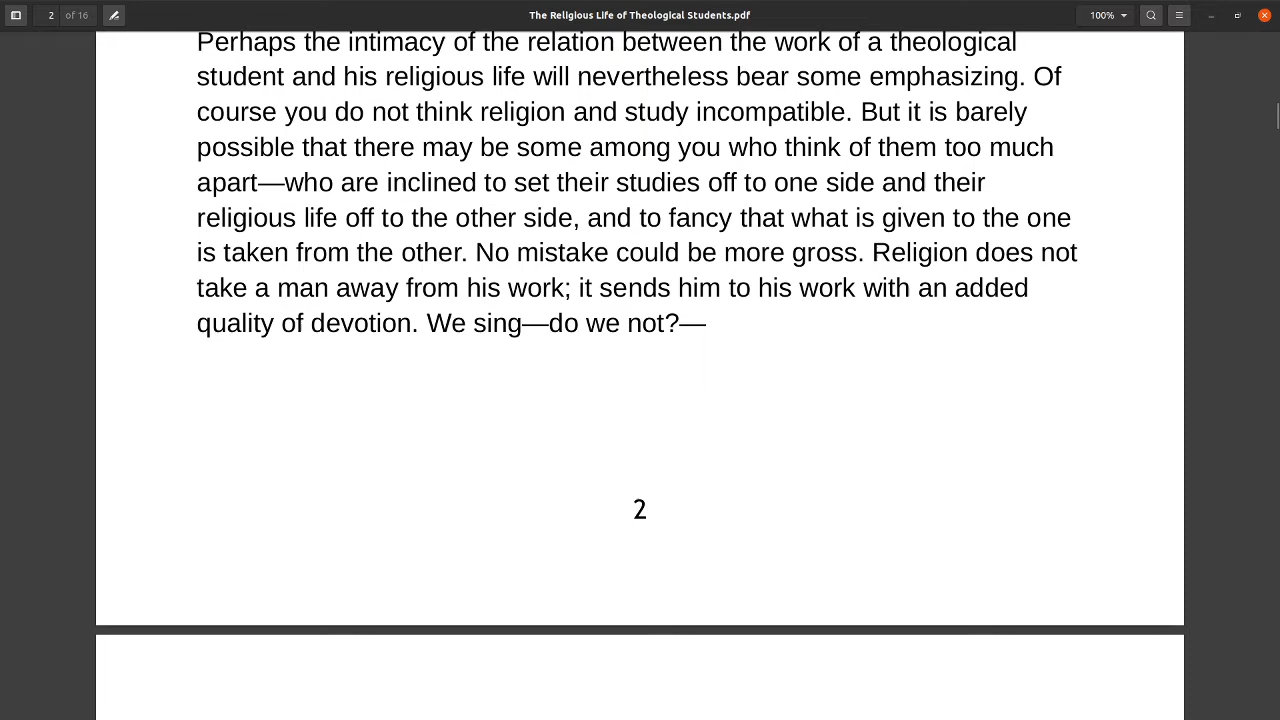 2 of 16
The Religious Life of Theological Students.pdf
100%
Perhaps the intimacy of the relation between the work of a theological
student and his religious life will nevertheless bear some emphasizing. Of
course you do not think religion and study incompatible. But it is barely
possible that there may be some among you who think of them too much
apart—who are inclined to set their studies off to one side and their
religious life off to the other side, and to fancy that what is given to the one
is taken from the other. No mistake could be more gross. Religion does not
take a man away from his work; it sends him to his work with an added
quality of devotion. We sing—do we not?—
2